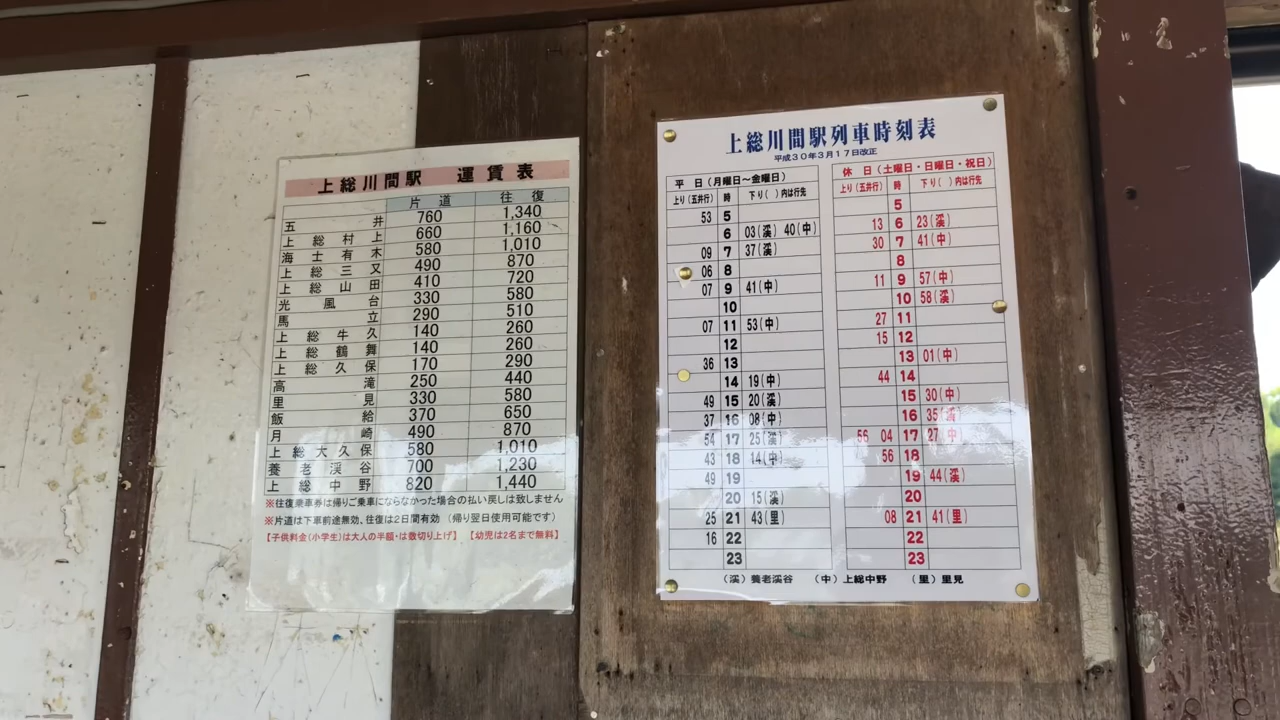 上総川間駅 運賃表
片道 往復
五井 760 1,340
上総村上 660 1,160
海士有木 580 1,010
上総三又 490 870
上総山田 410 720
光風台 330 580
馬立 290 510
上総牛久 140 260
上総鶴舞 140 260
上総久保 170 290
高滝 250 440
里見 330 580
飯給 370 650
月崎 490 870
上総大久保 580 1,010
養老渓谷 700 1,230
上総中野 820 1,440
※往復乗車券は帰りご乗車にならなかった場合の払い戻しは致しません
※片道は下車前途無効、往復は2日間有効 (帰り翌日使用可能です)
【子供料金(小学生)は大人の半額・は数切り上げ】 【幼児は2名まで無料】
上総川間駅列車時刻表
平成30年3月17日改正
平日(月曜日～金曜日)
上り(五井行) 時 下り( )内は行先
53 5
6 03(渓) 40(中)
09 7 37(渓)
06 8
07 9 41(中)
10
07 11 53(中)
12
36 13
14 19(中)
49 15 20(渓)
37 16 08(中)
54 17 25(渓)
43 18 14(中)
49 19
20 15(渓)
25 21 43(里)
16 22
23
休日(土曜日・日曜日・祝日)
上り(五井行) 時 下り( )内は行先
5
13 6 23(渓)
30 7 41(中)
8
11 9 57(中)
10 58(渓)
27 11
15 12
13 01(中)
44 14
15 30(中)
16 35(渓)
56 04 17 27(中)
56 18
19 44(渓)
20
08 21 41(里)
22
23
(渓)養老渓谷 (中)上総中野 (里)里見